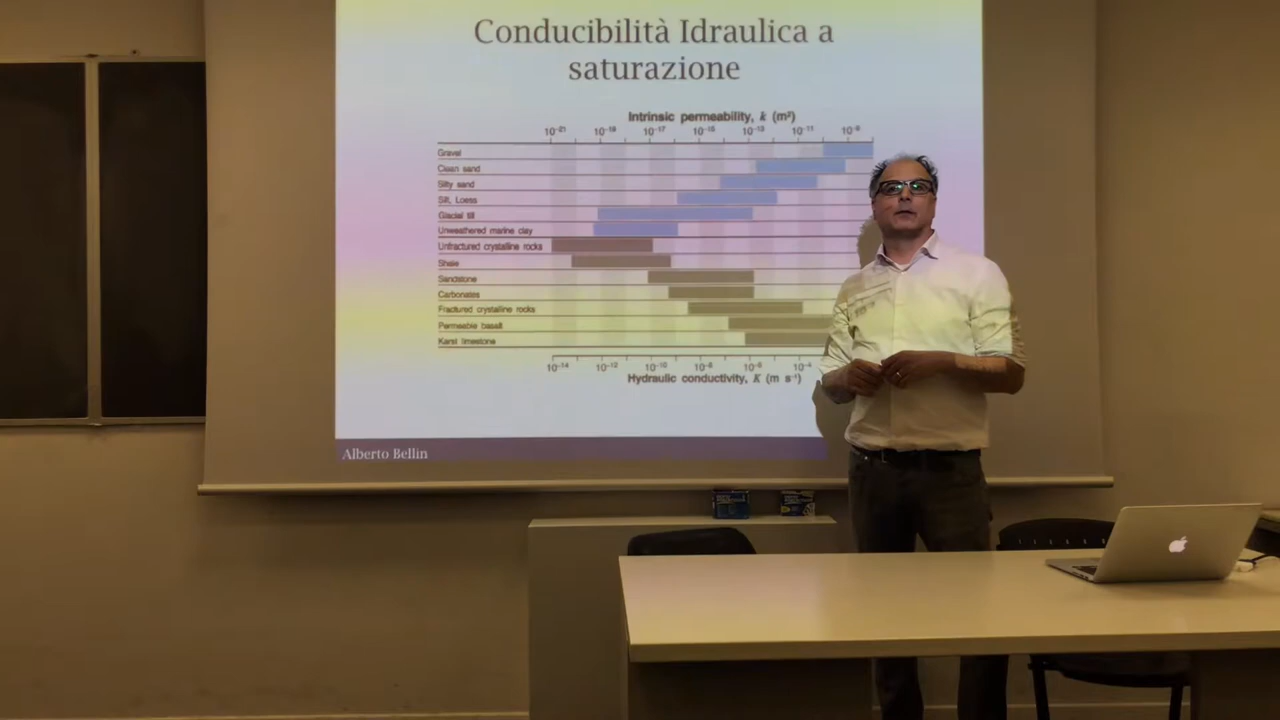 Conducibilità Idraulica a
saturazione
Intrinsic permeability, k (m²)
10⁻²¹ 10⁻¹⁹ 10⁻¹⁷ 10⁻¹⁵ 10⁻¹³ 10⁻¹¹ 10⁻⁹
Gravel
Clean sand
Silty sand
Silt, Loess
Glacial till
Unweathered marine clay
Unfractured crystalline rocks
Shale
Sandstone
Carbonates
Fractured crystalline rocks
Permeable basalt
Karst limestone
10⁻¹⁴ 10⁻¹² 10⁻¹⁰ 10⁻⁸ 10⁻⁶ 10⁻⁴
Hydraulic conductivity, K (m s⁻¹)
Alberto Bellin